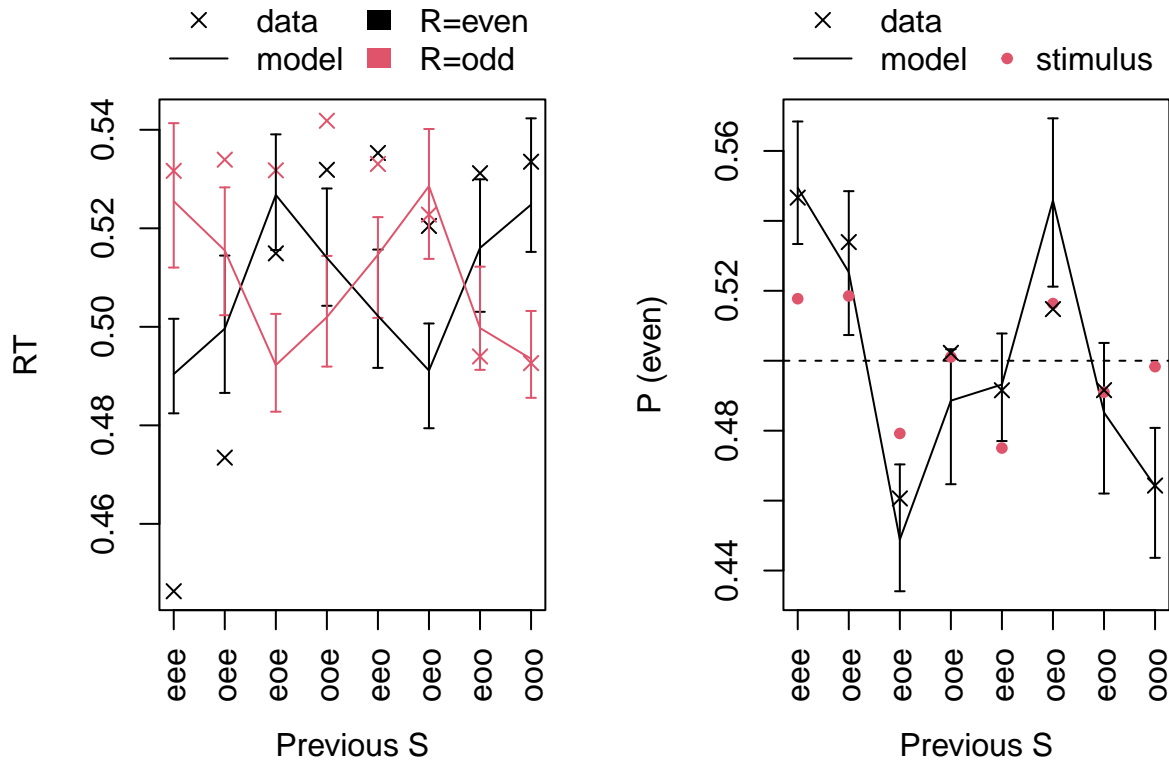 data R=even
model R=odd
RT
0.46 0.48 0.50 0.52 0.54
eee oee eoe ooe eeo oeo eoo ooo
Previous S
data
model stimulus
P (even)
0.44 0.48 0.52 0.56
eee oee eoe ooe eeo oeo eoo ooo
Previous S